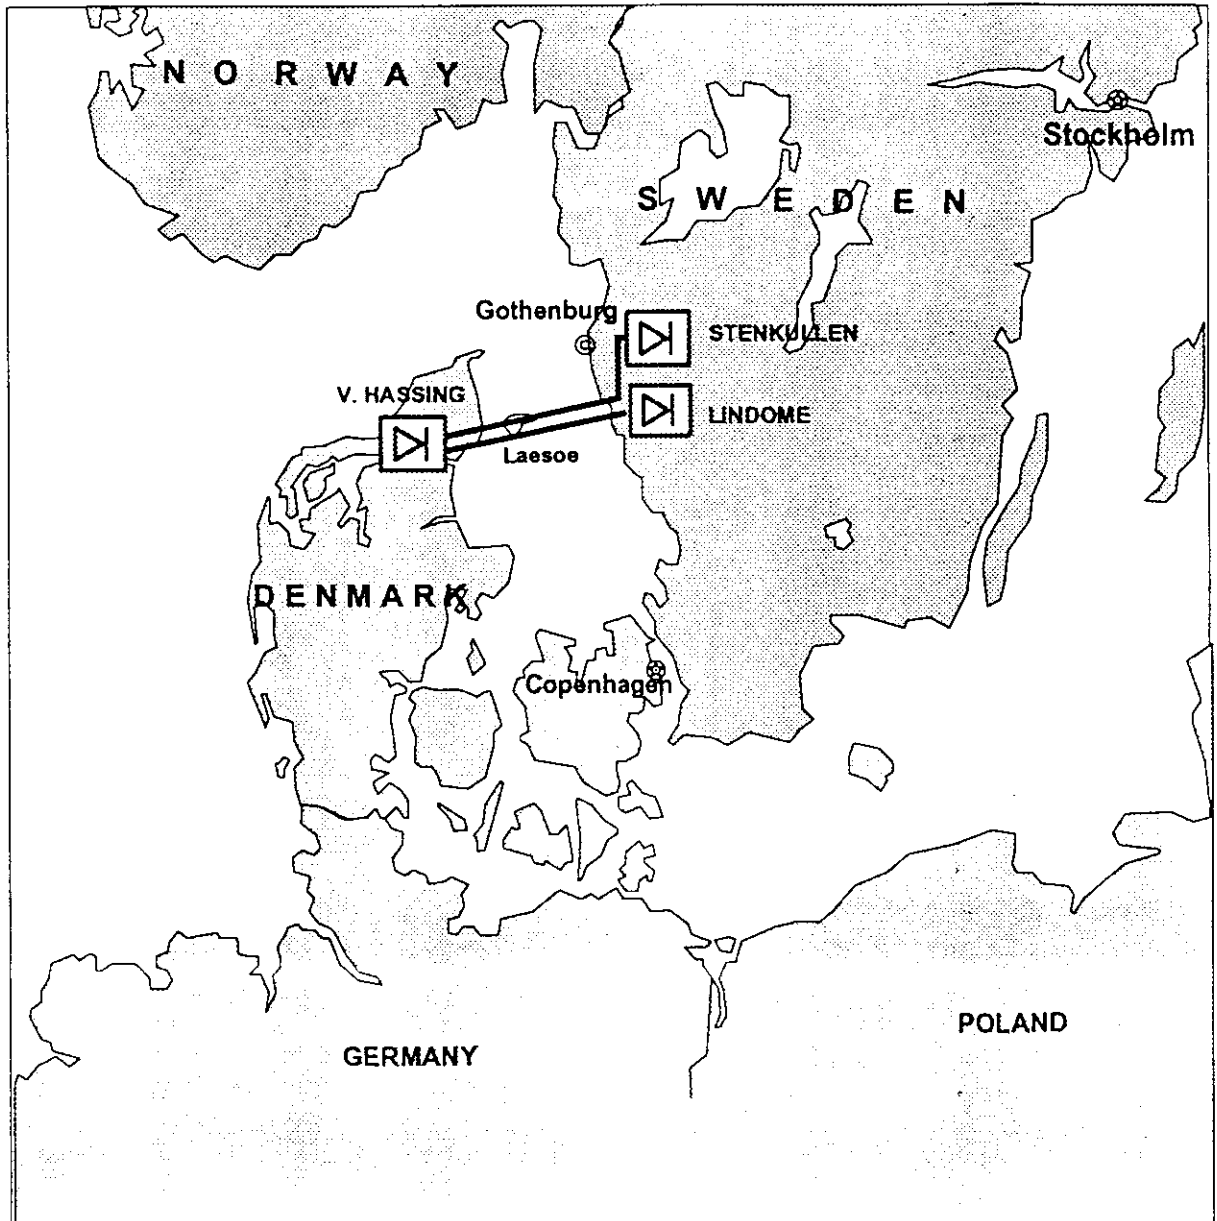 NORWAY
Stockholm
SWEDEN
Gothenburg
STENKULLEN
V. HASSING
LINDOME
Laesoe
DENMARK
Copenhagen
POLAND
GERMANY